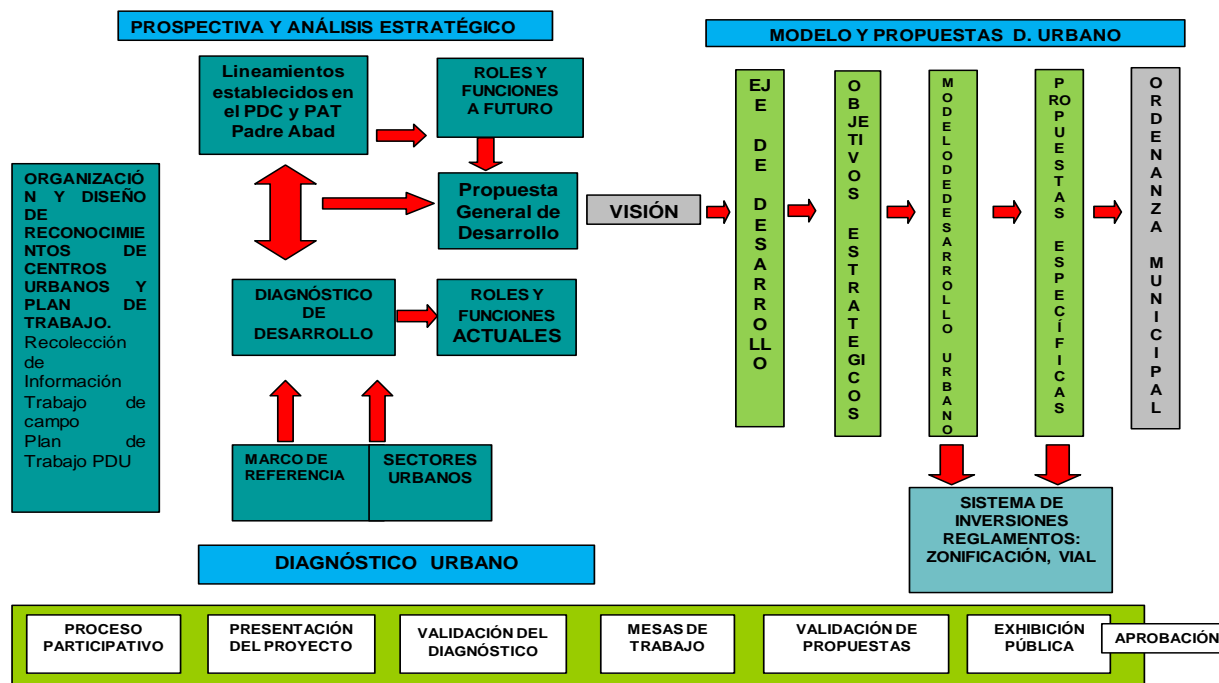 PROSPECTIVA Y ANÁLISIS ESTRATÉGICO
MODELO Y PROPUESTAS D. URBANO
ORGANIZACIÓ
N Y DISEÑO
DE
RECONOCIMIE
NTOS DE
CENTROS
URBANOS Y
PLAN DE
TRABAJO.
Recolección
de
Información
Trabajo de
campo
Plan de
Trabajo PDU
Lineamientos
establecidos en
el PDC y PAT
Padre Abad
ROLES Y
FUNCIONES
A FUTURO
Propuesta
General de
Desarrollo
DIAGNÓSTICO
DE
DESARROLLO
ROLES Y
FUNCIONES
ACTUALES
MARCO DE
REFERENCIA
SECTORES
URBANOS
DIAGNÓSTICO URBANO
VISIÓN
EJE DE DESARROLLO
OBJETIVOS ESTRATEGICOS
MODELODEDESARROLLO URBANO
PROPUESTAS ESPECÍFICAS
ORDENANZA MUNICIPAL
SISTEMA DE
INVERSIONES
REGLAMENTOS:
ZONIFICACIÓN, VIAL
PROCESO
PARTICIPATIVO
PRESENTACIÓN
DEL PROYECTO
VALIDACIÓN DEL
DIAGNÓSTICO
MESAS DE
TRABAJO
VALIDACIÓN DE
PROPUESTAS
EXHIBICIÓN
PÚBLICA
APROBACIÓN